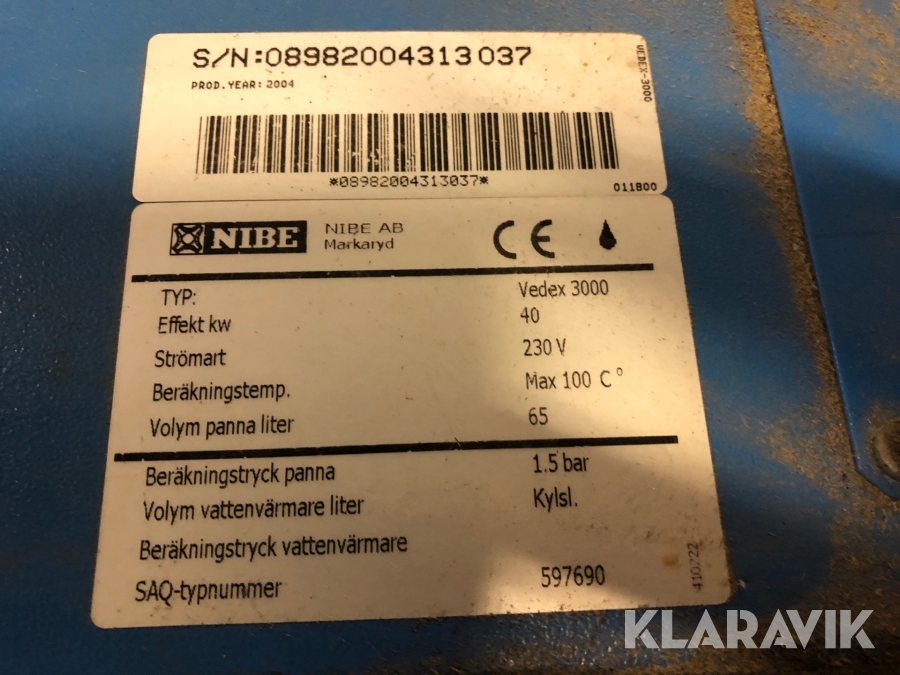 S/N:08982004313037
PROD.YEAR: 2004
VEDEX-3000
*08982004313037*
011800
NIBE
NIBE AB
Markaryd
CE
TYP: Vedex 3000
Effekt kw 40
Strömart 230 V
Beräkningstemp. Max 100 C°
Volym panna liter 65
Beräkningstryck panna 1.5 bar
Volym vattenvärmare liter Kylsl.
Beräkningstryck vattenvärmare
SAQ-typnummer 597690
410222
KLARAVIK